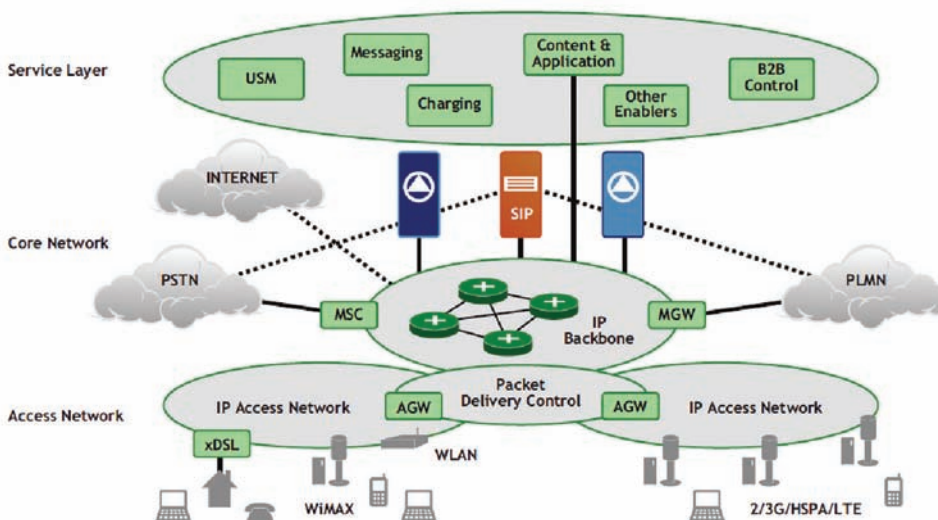 Service Layer
USM
Messaging
Charging
Content &
Application
Other
Enablers
B2B
Control
INTERNET
SIP
Core Network
PSTN
PLMN
MSC
IP
Backbone
MGW
Access Network
IP Access Network
AGW
Packet
Delivery Control
AGW
IP Access Network
xDSL
WLAN
WiMAX
2/3G/HSPA/LTE